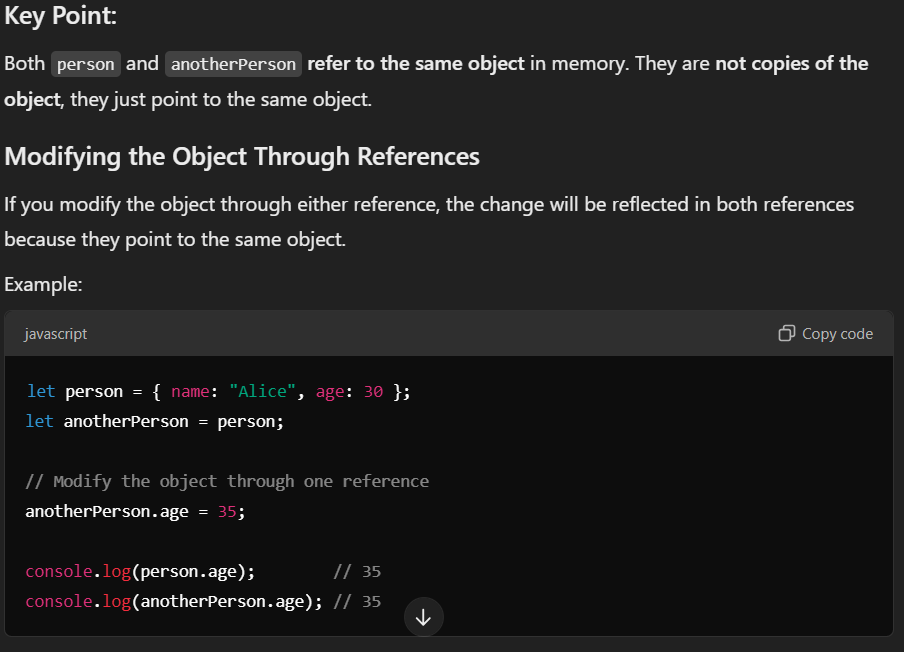 Key Point:
Both person and anotherPerson refer to the same object in memory. They are not copies of the
object, they just point to the same object.
Modifying the Object Through References
If you modify the object through either reference, the change will be reflected in both references
because they point to the same object.
Example:
javascript Copy code
let person = { name: "Alice", age: 30 };
let anotherPerson = person;
// Modify the object through one reference
anotherPerson.age = 35;
console.log(person.age);        // 35
console.log(anotherPerson.age); // 35